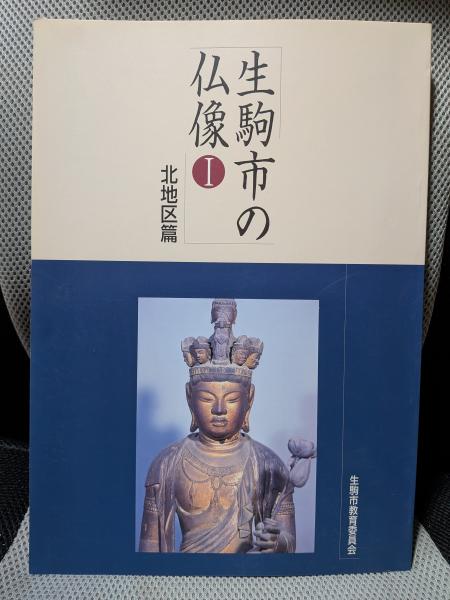 生駒市の
仏像Ⅰ
北地区篇
生駒市教育委員会